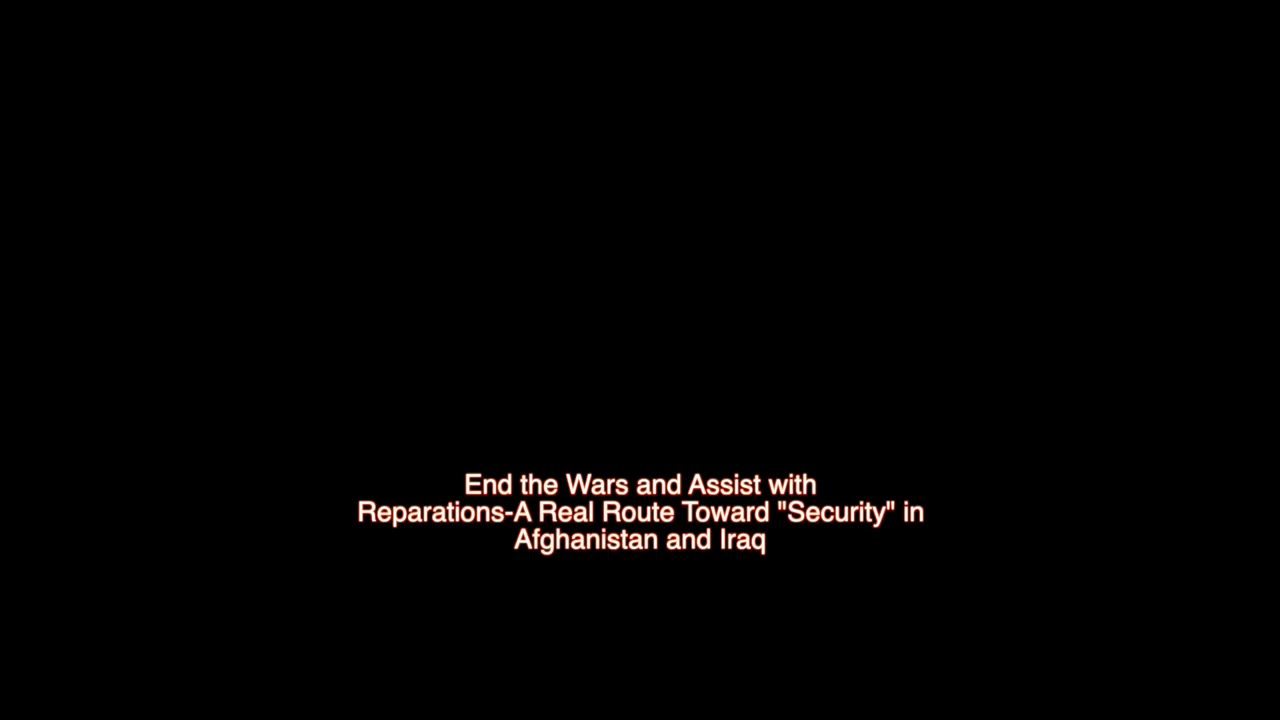 End the Wars and Assist with
Reparations-A Real Route Toward "Security" in
Afghanistan and Iraq